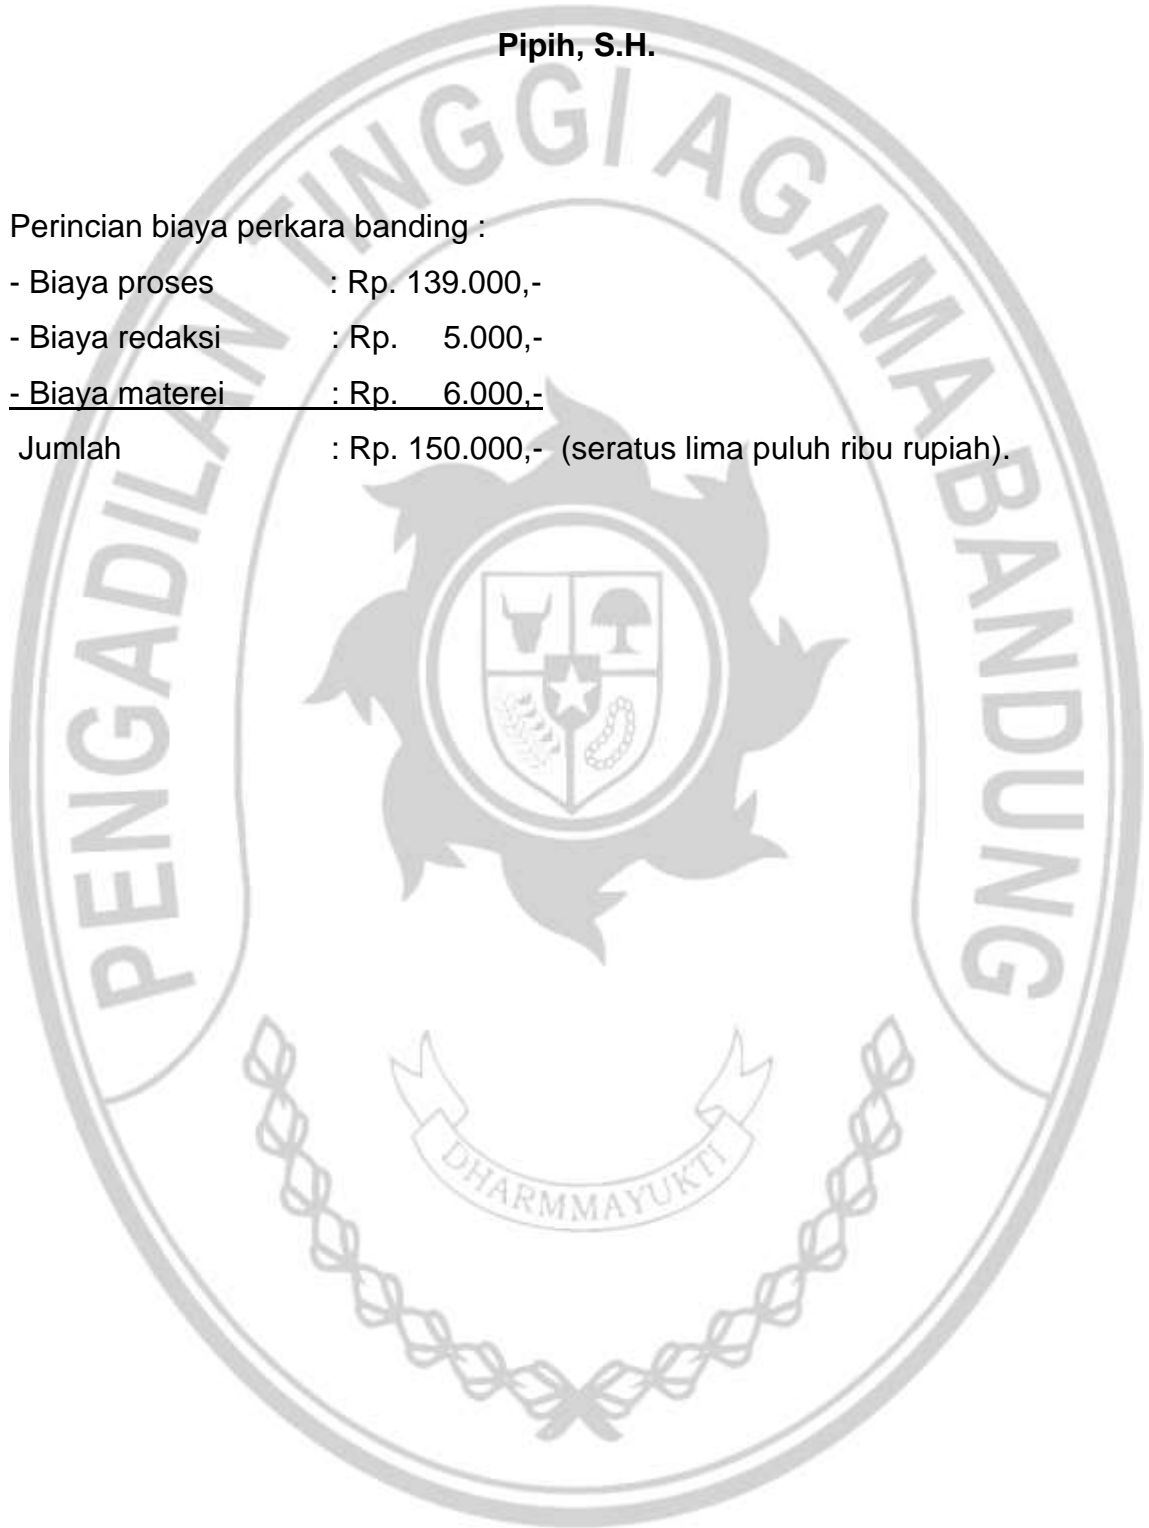 Pipih, S.H.
Perincian biaya perkara banding :
- Biaya proses : Rp. 139.000,-
- Biaya redaksi : Rp. 5.000,-
- Biaya materei : Rp. 6.000,-
Jumlah : Rp. 150.000,- (seratus lima puluh ribu rupiah).
PENGADILAN TINGGI AGAMA BANDUNG
DHARMMAYUKTI